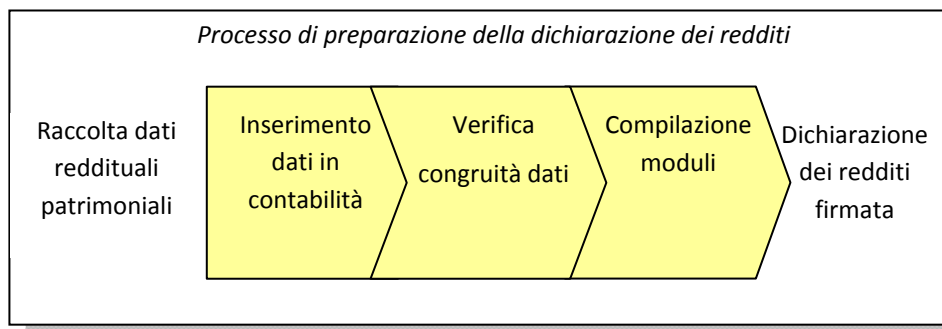 Processo di preparazione della dichiarazione dei redditi
Raccolta dati
reddituali
patrimoniali
Inserimento
dati in
contabilità
Verifica
congruità dati
Compilazione
moduli
Dichiarazione
dei redditi
firmata